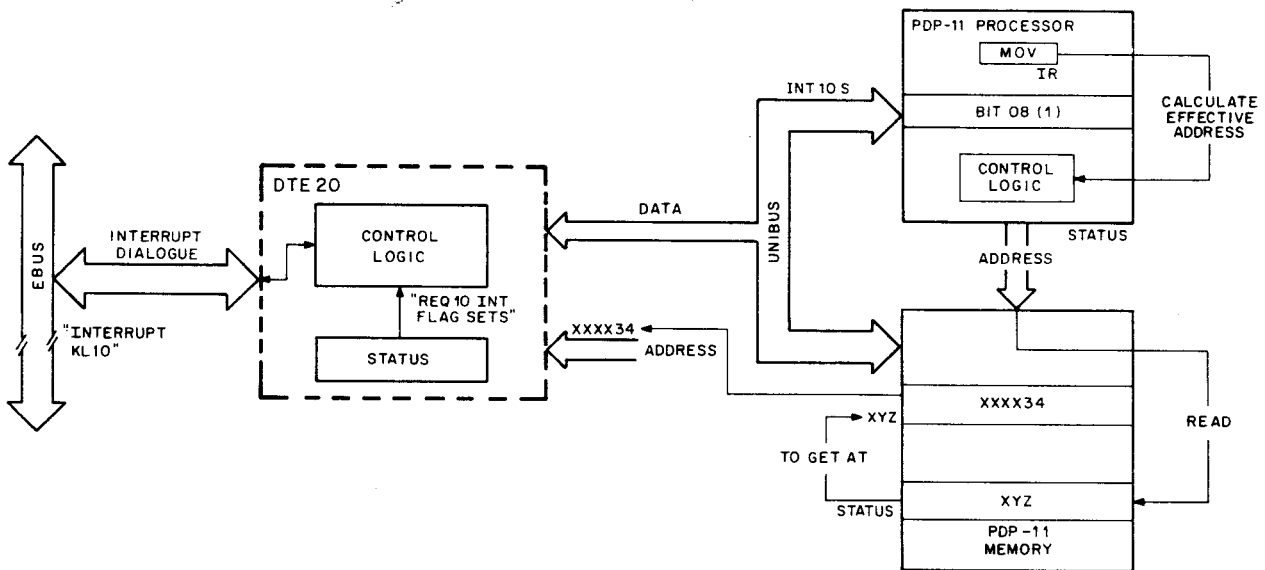 PDP-11 PROCESSOR
MOV
IR
INT 10 S
BIT 08 (1)
CALCULATE
EFFECTIVE
ADDRESS
CONTROL
LOGIC
STATUS
ADDRESS
DTE 20
CONTROL
LOGIC
"REQ 10 INT
FLAG SETS"
STATUS
INTERRUPT
DIALOGUE
EBUS
"INTERRUPT
KL10"
DATA
UNIBUS
XXXX34
ADDRESS
XXXX34
XYZ
READ
TO GET AT
STATUS
XYZ
PDP-11
MEMORY